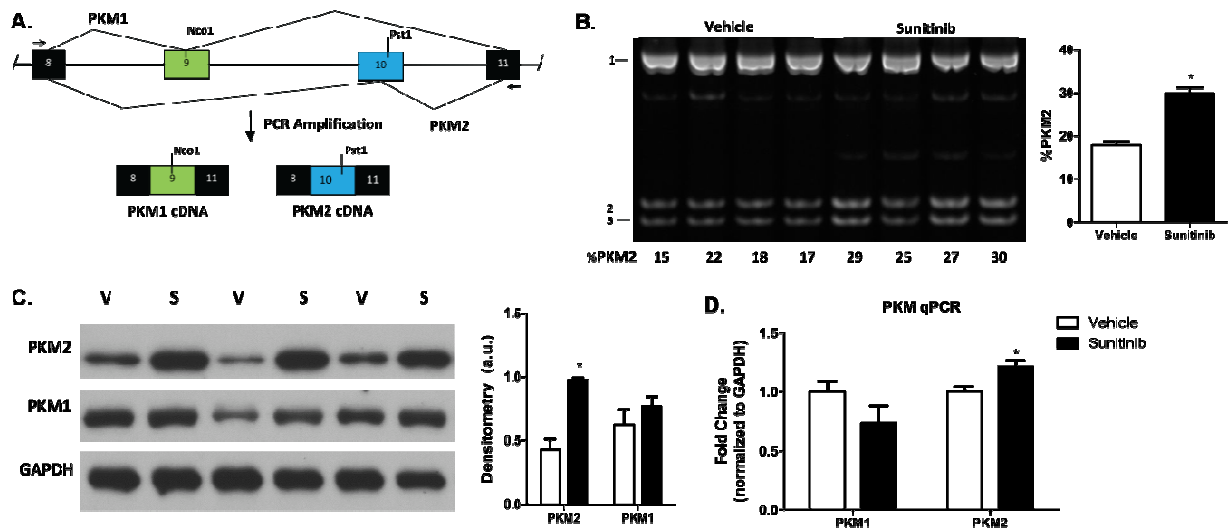 A.
PKM1
Nco1
Pst1
8
9
10
11
PKM2
PCR Amplification
Nco1
Pst1
8
9
11
8
10
11
PKM1 cDNA
PKM2 cDNA
B.
Vehicle
Sunitinib
1
2
3
%PKM2 15 22 18 17 29 25 27 30
%PKM2
40
30
20
10
0
*
Vehicle
Sunitinib
C.
V S V S V S
PKM2
PKM1
GAPDH
Densitometry (a.u.)
1.5
1.0
0.5
0.0
*
PKM2
PKM1
D.
PKM qPCR
Fold Change
(normalized to GAPDH)
1.5
1.0
0.5
0.0
*
PKM1
PKM2
Vehicle
Sunitinib